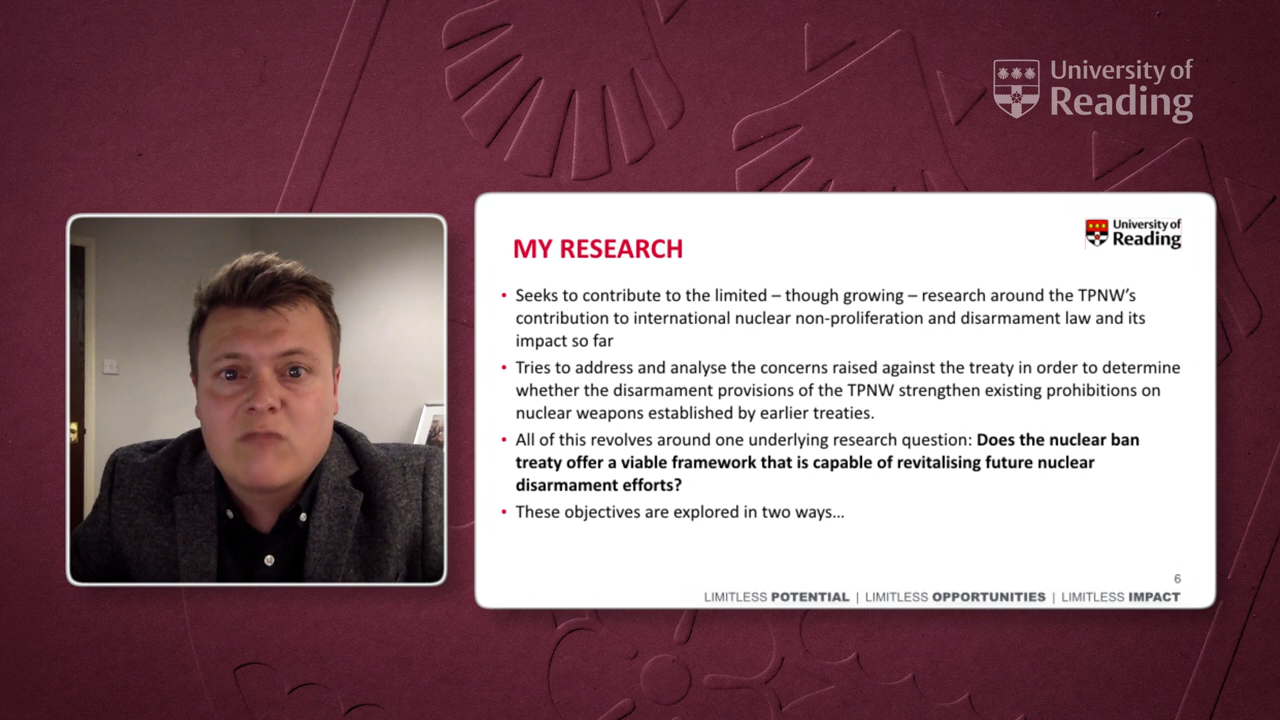 University of
Reading
University of
Reading
MY RESEARCH
• Seeks to contribute to the limited – though growing – research around the TPNW’s
contribution to international nuclear non-proliferation and disarmament law and its
impact so far
• Tries to address and analyse the concerns raised against the treaty in order to determine
whether the disarmament provisions of the TPNW strengthen existing prohibitions on
nuclear weapons established by earlier treaties.
• All of this revolves around one underlying research question: Does the nuclear ban
treaty offer a viable framework that is capable of revitalising future nuclear
disarmament efforts?
• These objectives are explored in two ways…
6
LIMITLESS POTENTIAL | LIMITLESS OPPORTUNITIES | LIMITLESS IMPACT